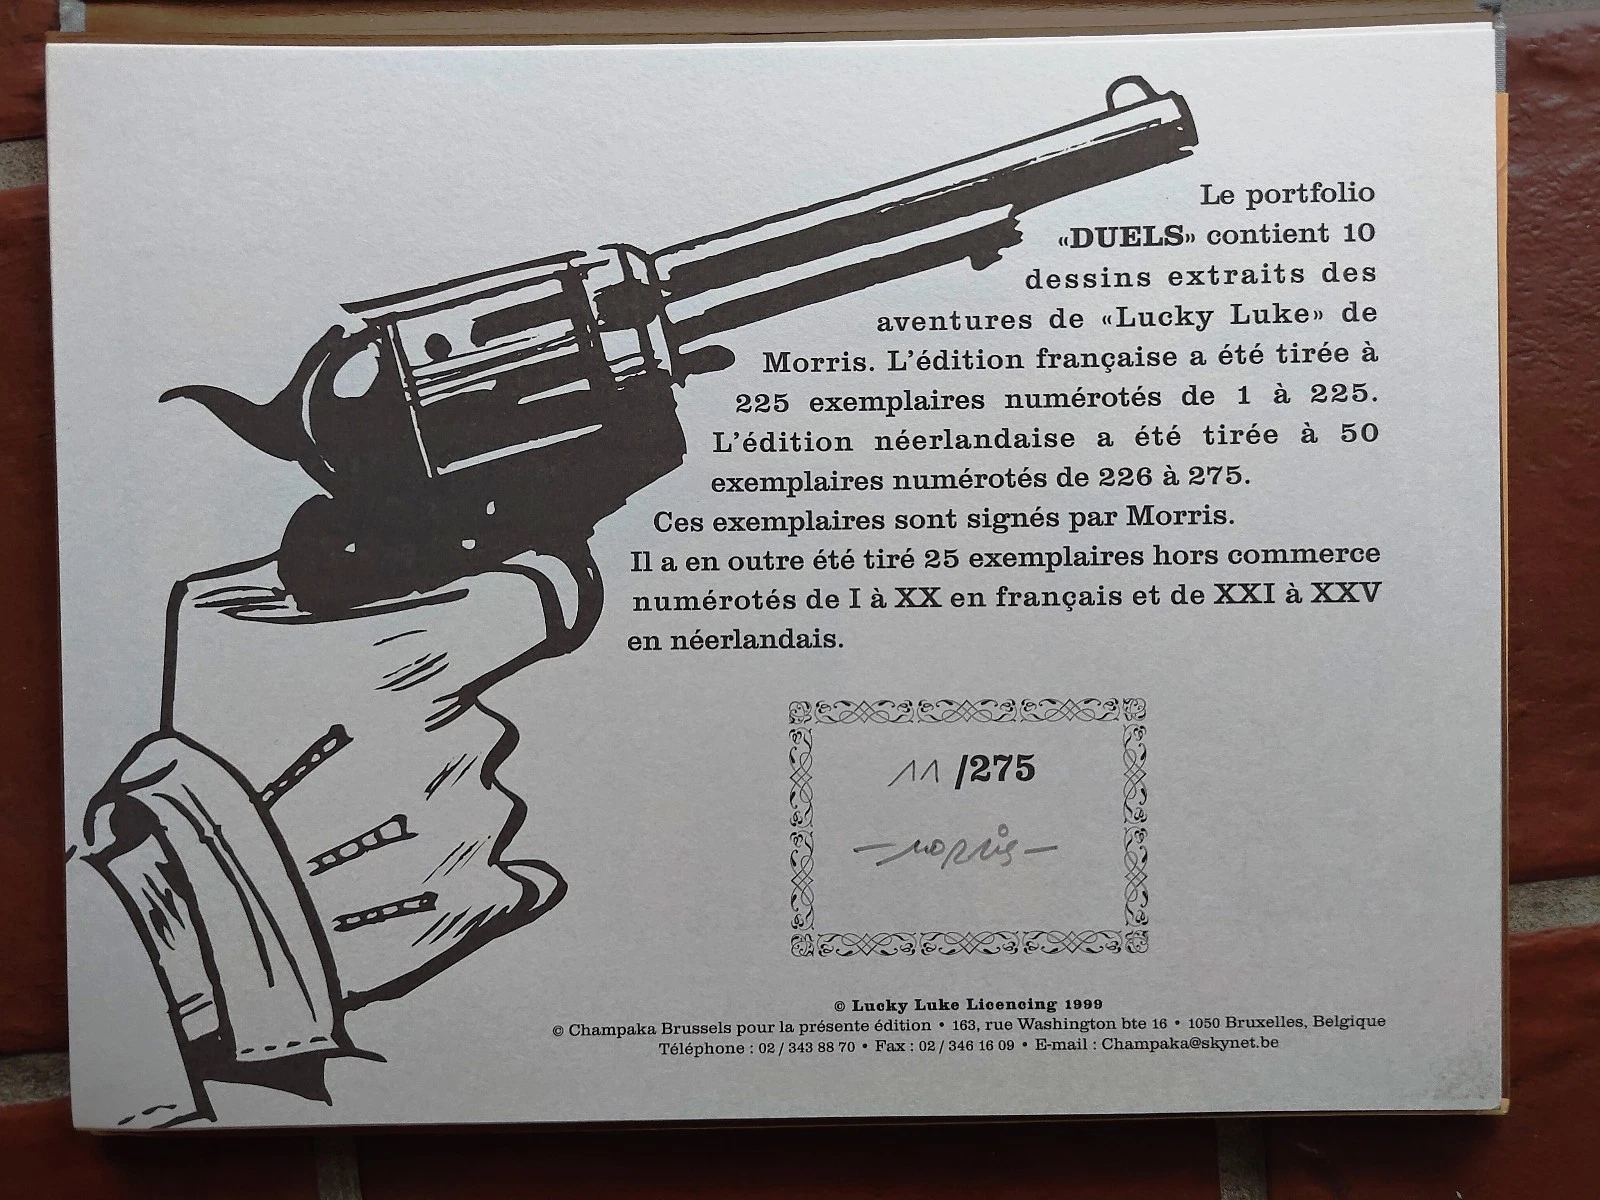 Le portfolio
«DUELS» contient 10
dessins extraits des
aventures de «Lucky Luke» de
Morris. L'édition française a été tirée à
225 exemplaires numérotés de 1 à 225.
L'édition néerlandaise a été tirée à 50
exemplaires numérotés de 226 à 275.
Ces exemplaires sont signés par Morris.
Il a en outre été tiré 25 exemplaires hors commerce
numérotés de I à XX en français et de XXI à XXV
en néerlandais.
11 /275
Morris
© Lucky Luke Licencing 1999
© Champaka Brussels pour la présente édition • 163, rue Washington bte 16 • 1050 Bruxelles, Belgique
Téléphone : 02 / 343 88 70 • Fax : 02 / 346 16 09 • E-mail : Champaka@skynet.be